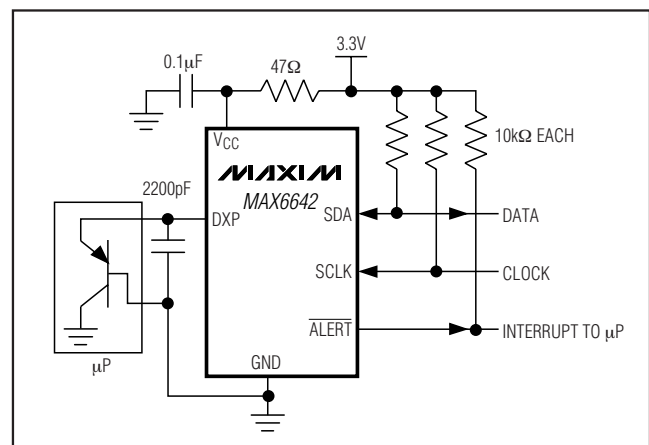 3.3V
0.1μF
47Ω
10kΩ EACH
VCC
MAXIM
MAX6642
2200pF
DXP
SDA
DATA
SCLK
CLOCK
ALERT
INTERRUPT TO μP
GND
μP